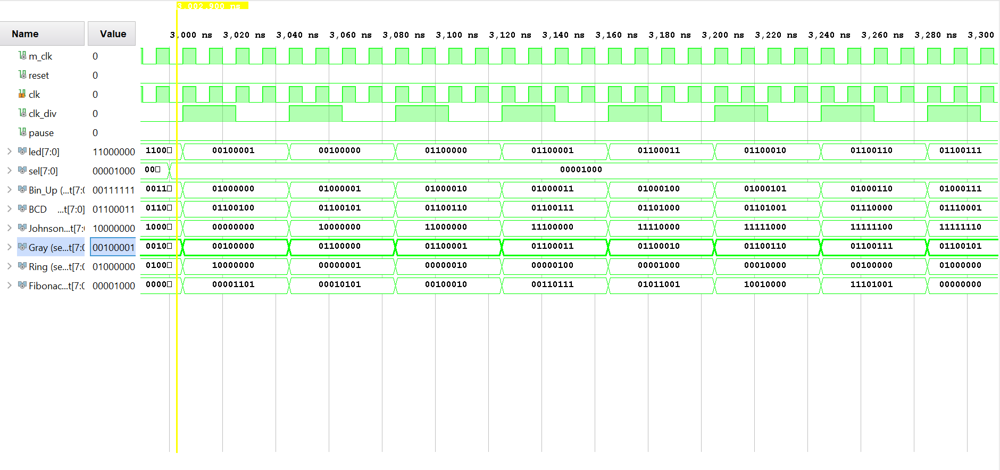 3,002.900 ns
Name Value
3,000 ns 3,020 ns 3,040 ns 3,060 ns 3,080 ns 3,100 ns 3,120 ns 3,140 ns 3,160 ns 3,180 ns 3,200 ns 3,220 ns 3,240 ns 3,260 ns 3,280 ns 3,300
m_clk 0
reset 0
clk 0
clk_div 0
pause 0
led[7:0] 11000000 1100 00100001 00100000 01100000 01100001 01100011 01100010 01100110 01100111
sel[7:0] 00001000 00 00001000
Bin_Up (...t[7:0 00111111 0011 01000000 01000001 01000010 01000011 01000100 01000101 01000110 01000111
BCD ...t[7:0] 01100011 0110 01100100 01100101 01100110 01100111 01101000 01101001 01110000 01110001
Johnson...t[7:0 10000000 1000 00000000 10000000 11000000 11100000 11110000 11111000 11111100 11111110
Gray (se...t[7:0 00100001 0010 00100000 01100000 01100001 01100011 01100010 01100110 01100111 01100101
Ring (se...t[7:0 01000000 0100 10000000 00000001 00000010 00000100 00001000 00010000 00100000 01000000
Fibonac...t[7:0 00001000 0000 00001101 00010101 00100010 00110111 01011001 10010000 11101001 00000000